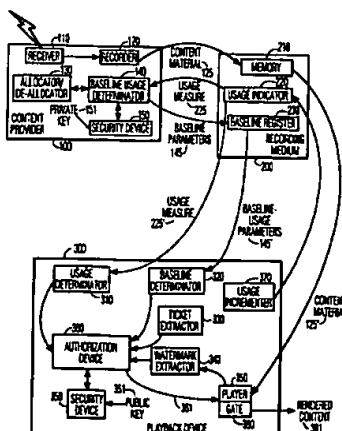 110
RECEIVER
120
RECORDER
CONTENT
MATERIAL
125
210
MEMORY
130
ALLOCATOR/
DE-ALLOCATOR
140
BASELINE USAGE
DETERMINATOR
USAGE
MEASURE
225
220
USAGE INDICATOR
230
BASELINE REGISTER
PRIVATE
KEY
151
150
SECURITY DEVICE
CONTENT
PROVIDER
100
BASELINE
PARAMETERS
145
RECORDING
MEDIUM
200
USAGE
MEASURE
225'
BASELINE-
USAGE
PARAMETERS
145'
300
USAGE
DETERMINATOR
310
BASELINE
DETERMINATOR
320
370
USAGE
INCREMENTER
CONTENT
MATERIAL
125'
TICKET
EXTRACTOR
330
AUTHORIZATION
DEVICE
WATERMARK
EXTRACTOR
340
350
PLAYER
GATE
SECURITY
DEVICE
351
PUBLIC
KEY
361
RENDERED
CONTENT
381
PLAYBACK DEVICE